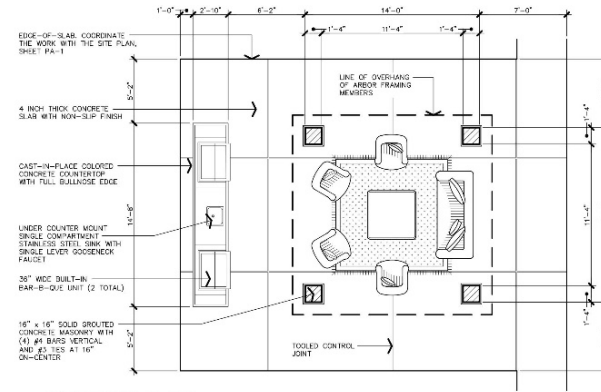 1'-0"
2'-10"
6'-2"
14'-0"
7'-0"
1'-4"
11'-4"
1'-4"
EDGE-OF-SLAB. COORDINATE
THE WORK WITH THE SITE PLAN,
SHEET PA-1
5'-2"
LINE OF OVERHANG
OF ARBOR FRAMING
MEMBERS
4 INCH THICK CONCRETE
SLAB WITH NON-SLIP FINISH
1'-4"
CAST-IN-PLACE COLORED
CONCRETE COUNTERTOP
WITH FULL BULLNOSE EDGE
14'-8"
11'-4"
UNDER COUNTER MOUNT
SINGLE COMPARTMENT
STAINLESS STEEL SINK WITH
SINGLE LEVER GOOSENECK
FAUCET
36" WIDE BUILT-IN
BAR-B-QUE UNIT (2 TOTAL)
1'-4"
16" x 16" SOLID GROUTED
CONCRETE MASONRY WITH
(4) #4 BARS VERTICAL
AND #3 TIES AT 16"
ON-CENTER
5'-2"
TOOLED CONTROL
JOINT